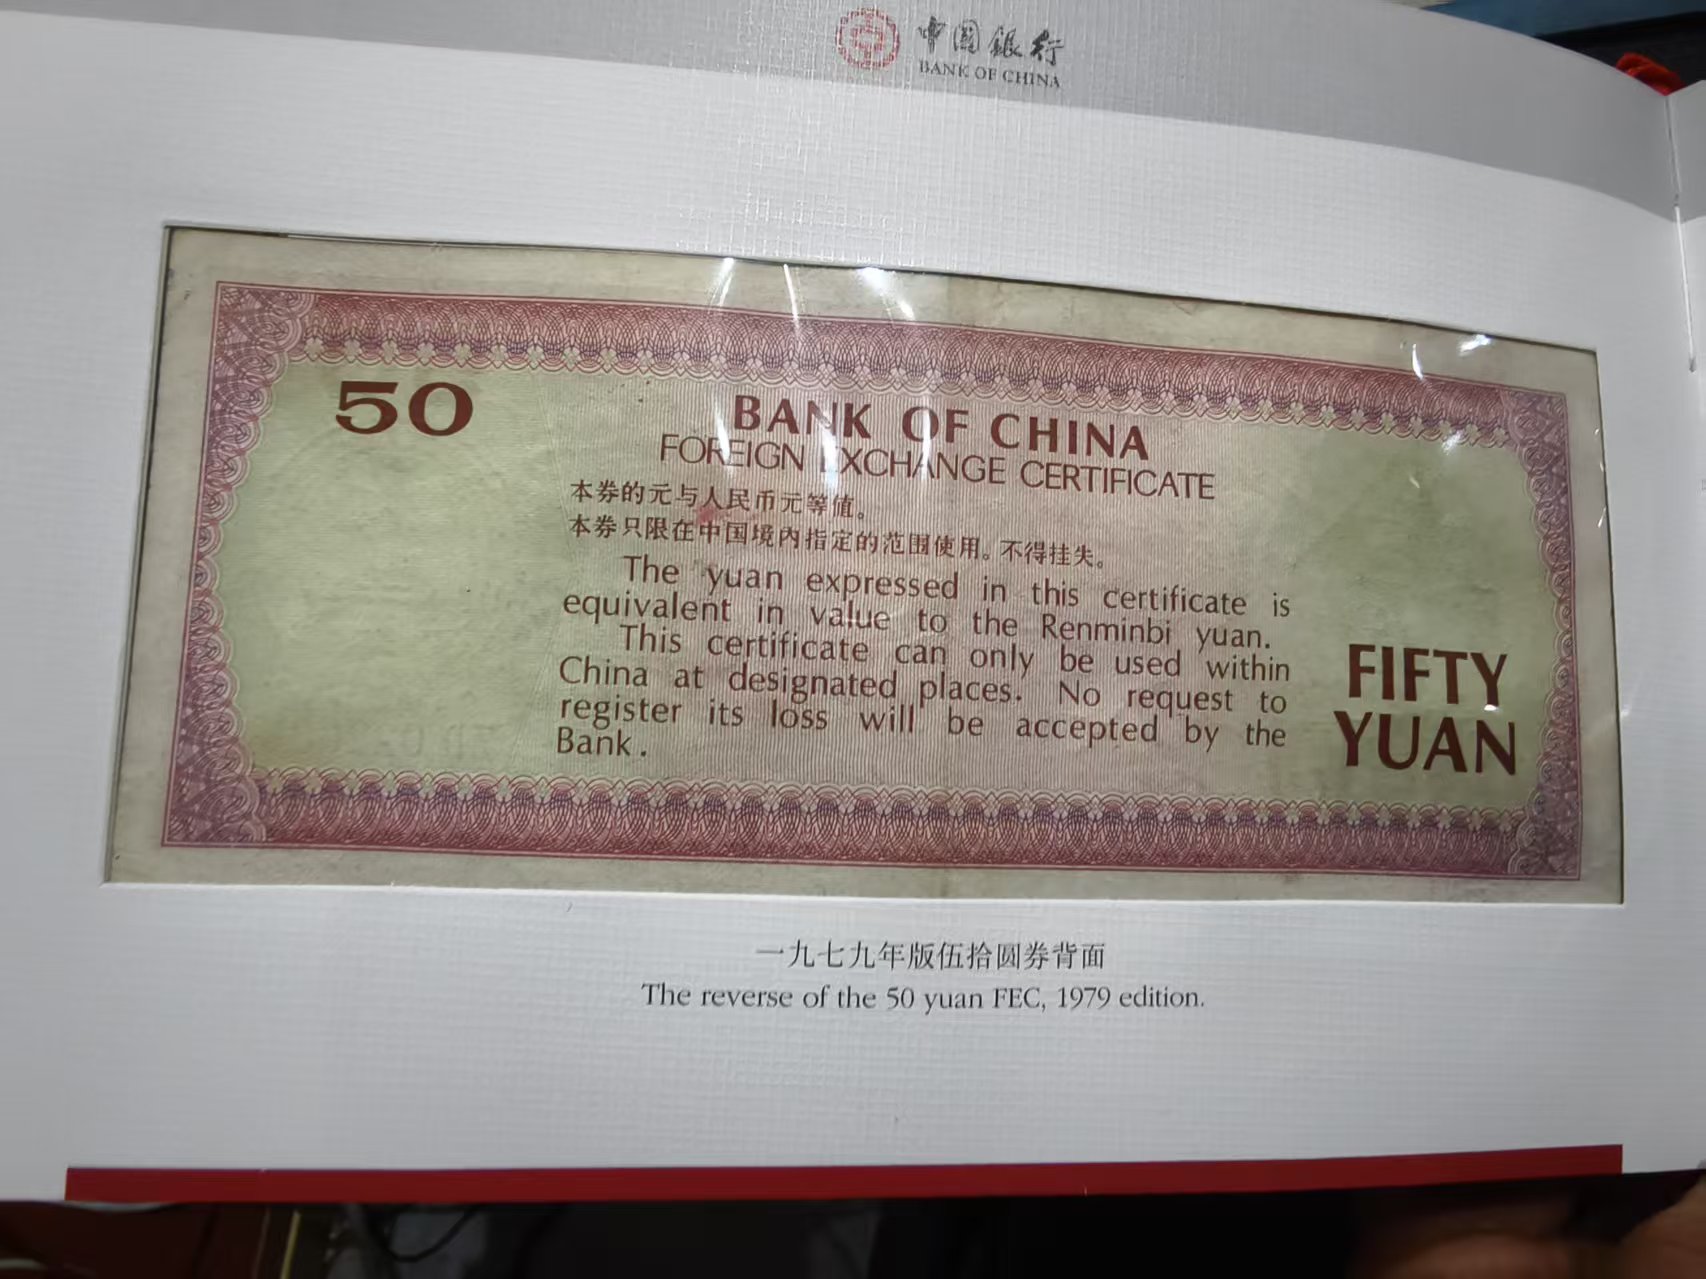 中国银行
BANK OF CHINA
50
BANK OF CHINA
FOREIGN EXCHANGE CERTIFICATE
本券的元与人民币元等值。
本券只限在中国境内指定的范围使用。不得挂失。
The yuan expressed in this certificate is
equivalent in value to the Renminbi yuan.
This certificate can only be used within
China at designated places. No request to
register its loss will be accepted by the
Bank.
FIFTY
YUAN
一九七九年版伍拾圆券背面
The reverse of the 50 yuan FEC, 1979 edition.